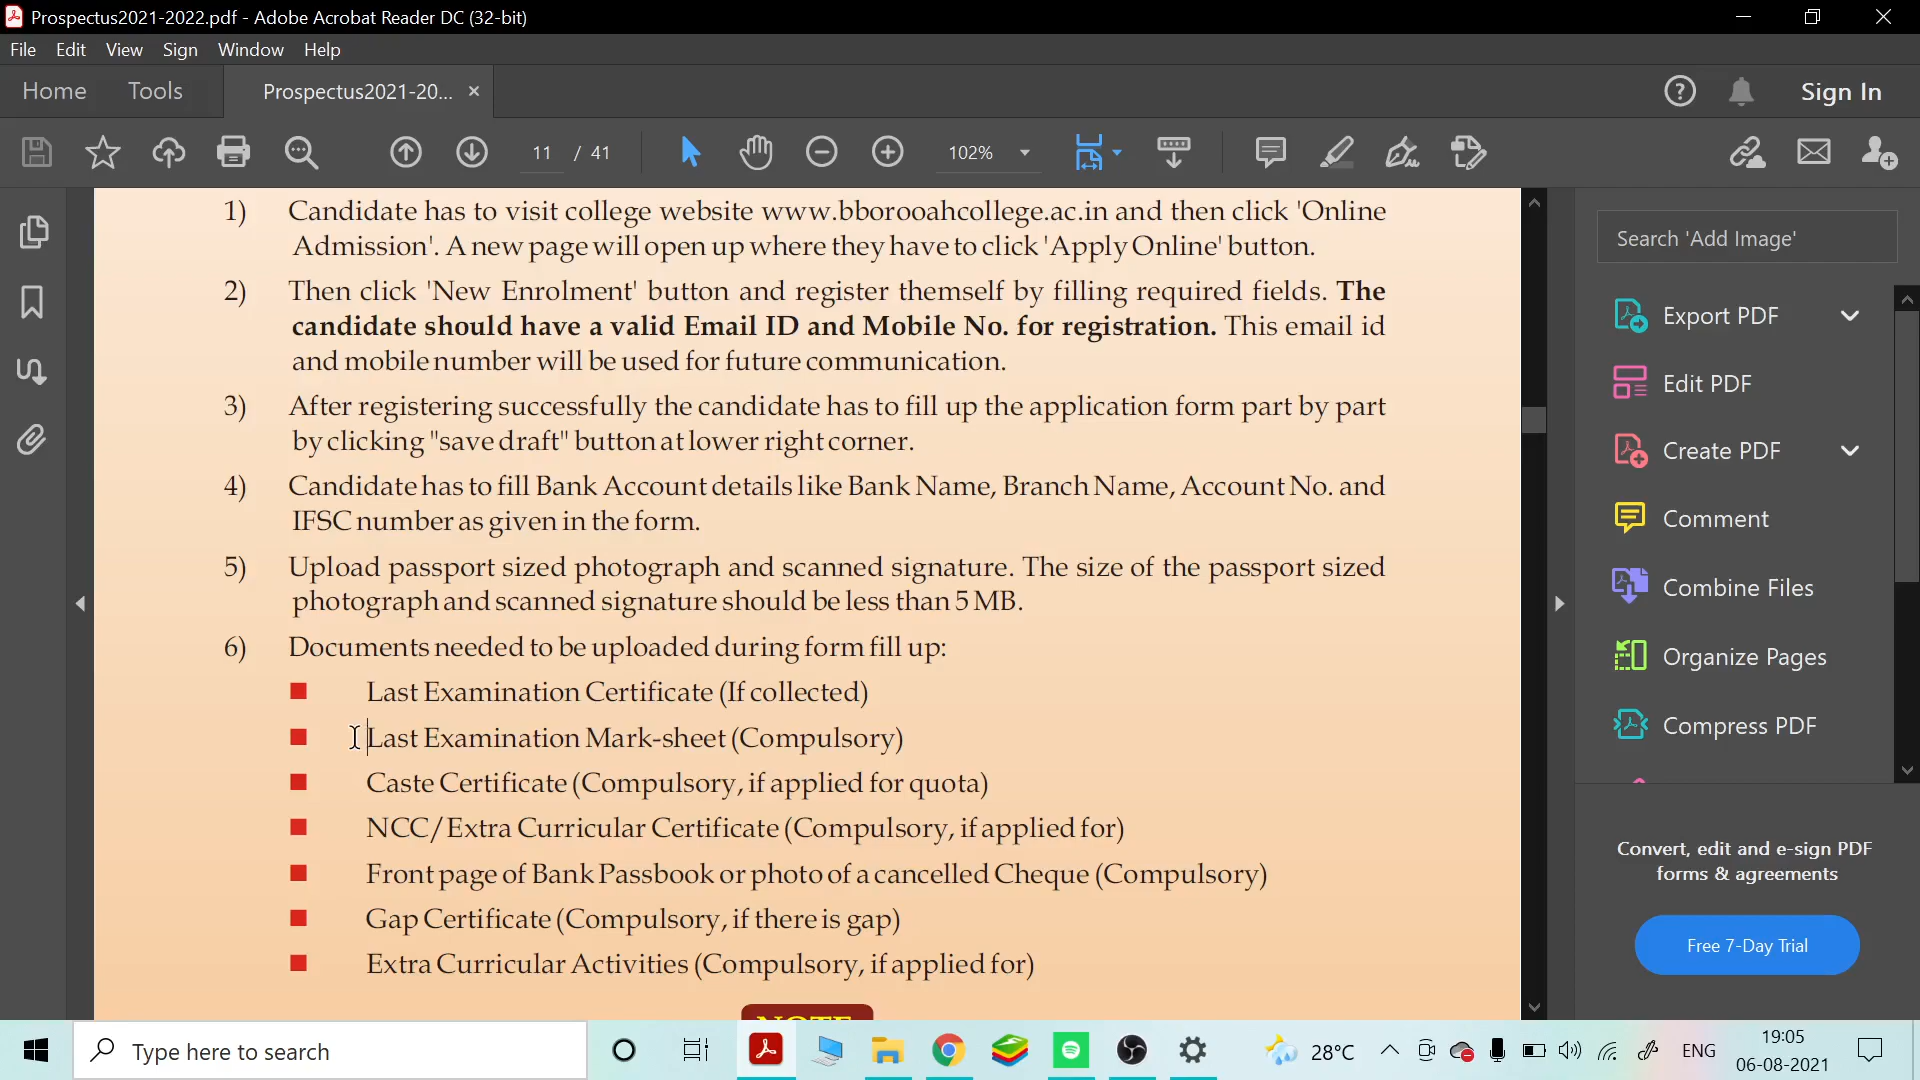 Prospectus2021-2022.pdf - Adobe Acrobat Reader DC (32-bit)
File Edit View Sign Window Help
Home Tools Prospectus2021-20... × Sign In
11 / 41 102%
1) Candidate has to visit college website www.bborooahcollege.ac.in and then click 'Online
Admission'. A new page will open up where they have to click 'Apply Online' button.
2) Then click 'New Enrolment' button and register themself by filling required fields. The
candidate should have a valid Email ID and Mobile No. for registration. This email id
and mobile number will be used for future communication.
3) After registering successfully the candidate has to fill up the application form part by part
by clicking "save draft" button at lower right corner.
4) Candidate has to fill Bank Account details like Bank Name, Branch Name, Account No. and
IFSC number as given in the form.
5) Upload passport sized photograph and scanned signature. The size of the passport sized
photograph and scanned signature should be less than 5 MB.
6) Documents needed to be uploaded during form fill up:
Last Examination Certificate (If collected)
Last Examination Mark-sheet (Compulsory)
Caste Certificate (Compulsory, if applied for quota)
NCC/Extra Curricular Certificate (Compulsory, if applied for)
Front page of Bank Passbook or photo of a cancelled Cheque (Compulsory)
Gap Certificate (Compulsory, if there is gap)
Extra Curricular Activities (Compulsory, if applied for)
NOTE
Search 'Add Image'
Export PDF
Edit PDF
Create PDF
Comment
Combine Files
Organize Pages
Compress PDF
Convert, edit and e-sign PDF
forms & agreements
Free 7-Day Trial
Type here to search
28°C
ENG
19:05
06-08-2021